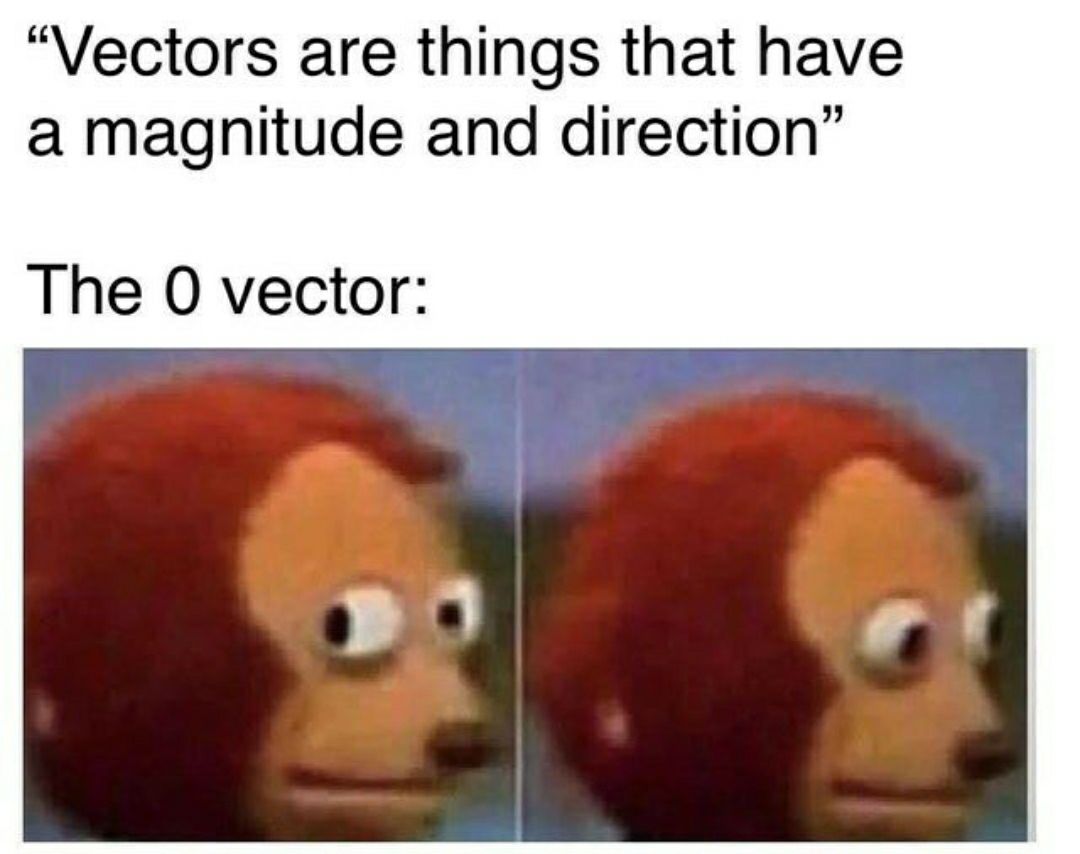 “Vectors are things that have
a magnitude and direction”
The 0 vector: